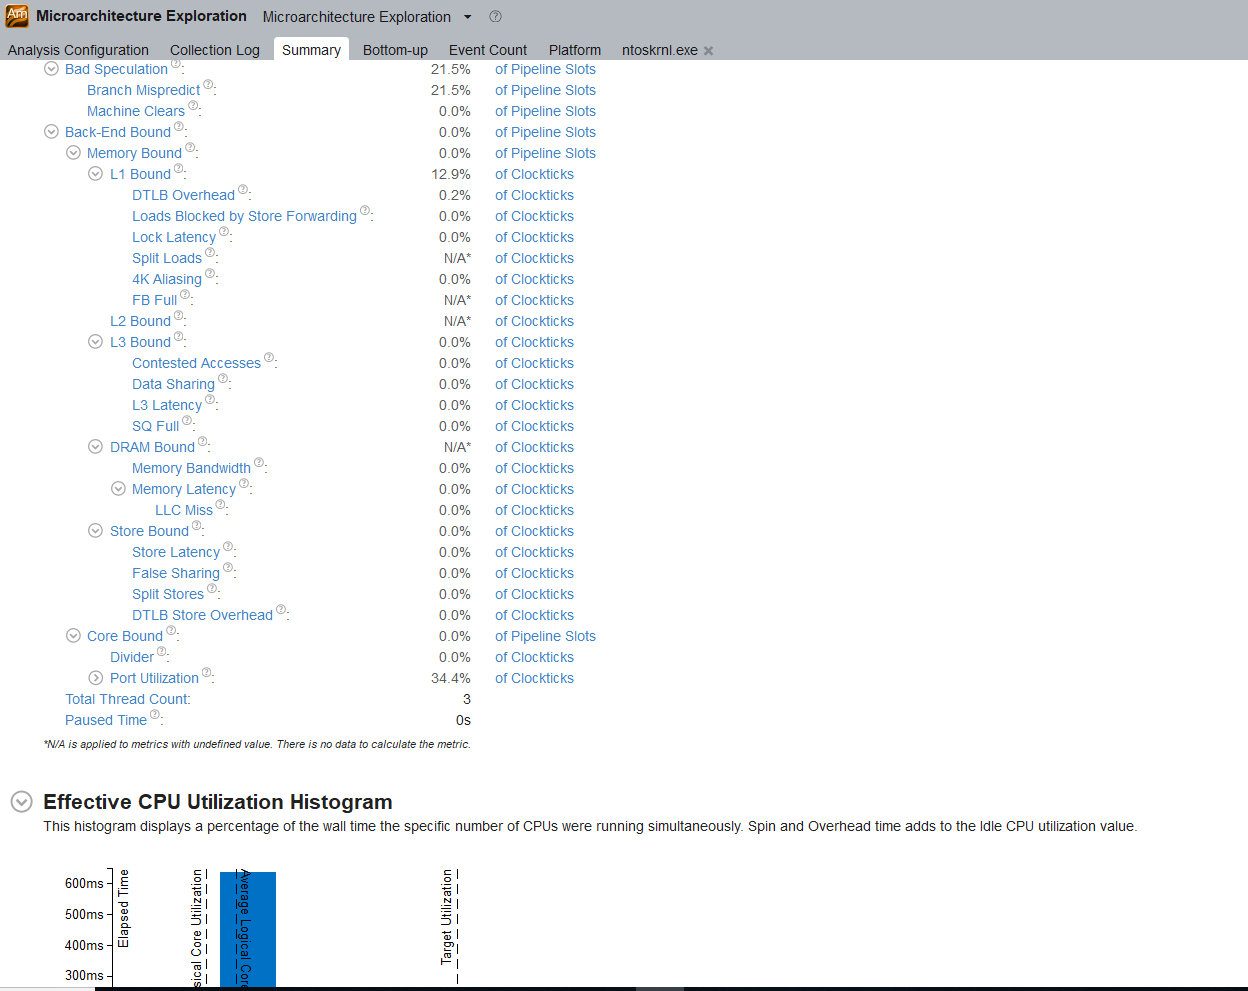 Am Microarchitecture Exploration Microarchitecture Exploration ?
Analysis Configuration Collection Log Summary Bottom-up Event Count Platform ntoskrnl.exe
Bad Speculation ?: 21.5% of Pipeline Slots
Branch Mispredict ?: 21.5% of Pipeline Slots
Machine Clears ?: 0.0% of Pipeline Slots
Back-End Bound ?: 0.0% of Pipeline Slots
Memory Bound ?: 0.0% of Pipeline Slots
L1 Bound ?: 12.9% of Clockticks
DTLB Overhead ?: 0.2% of Clockticks
Loads Blocked by Store Forwarding ?: 0.0% of Clockticks
Lock Latency ?: 0.0% of Clockticks
Split Loads ?: N/A* of Clockticks
4K Aliasing ?: 0.0% of Clockticks
FB Full ?: N/A* of Clockticks
L2 Bound ?: N/A* of Clockticks
L3 Bound ?: 0.0% of Clockticks
Contested Accesses ?: 0.0% of Clockticks
Data Sharing ?: 0.0% of Clockticks
L3 Latency ?: 0.0% of Clockticks
SQ Full ?: 0.0% of Clockticks
DRAM Bound ?: N/A* of Clockticks
Memory Bandwidth ?: 0.0% of Clockticks
Memory Latency ?: 0.0% of Clockticks
LLC Miss ?: 0.0% of Clockticks
Store Bound ?: 0.0% of Clockticks
Store Latency ?: 0.0% of Clockticks
False Sharing ?: 0.0% of Clockticks
Split Stores ?: 0.0% of Clockticks
DTLB Store Overhead ?: 0.0% of Clockticks
Core Bound ?: 0.0% of Pipeline Slots
Divider ?: 0.0% of Clockticks
Port Utilization ?: 34.4% of Clockticks
Total Thread Count: 3
Paused Time ?: 0s
*N/A is applied to metrics with undefined value. There is no data to calculate the metric.
Effective CPU Utilization Histogram
This histogram displays a percentage of the wall time the specific number of CPUs were running simultaneously. Spin and Overhead time adds to the Idle CPU utilization value.
600ms
500ms
400ms
300ms
Elapsed Time
sical Core Utilization
Average Logical Core
Target Utilization